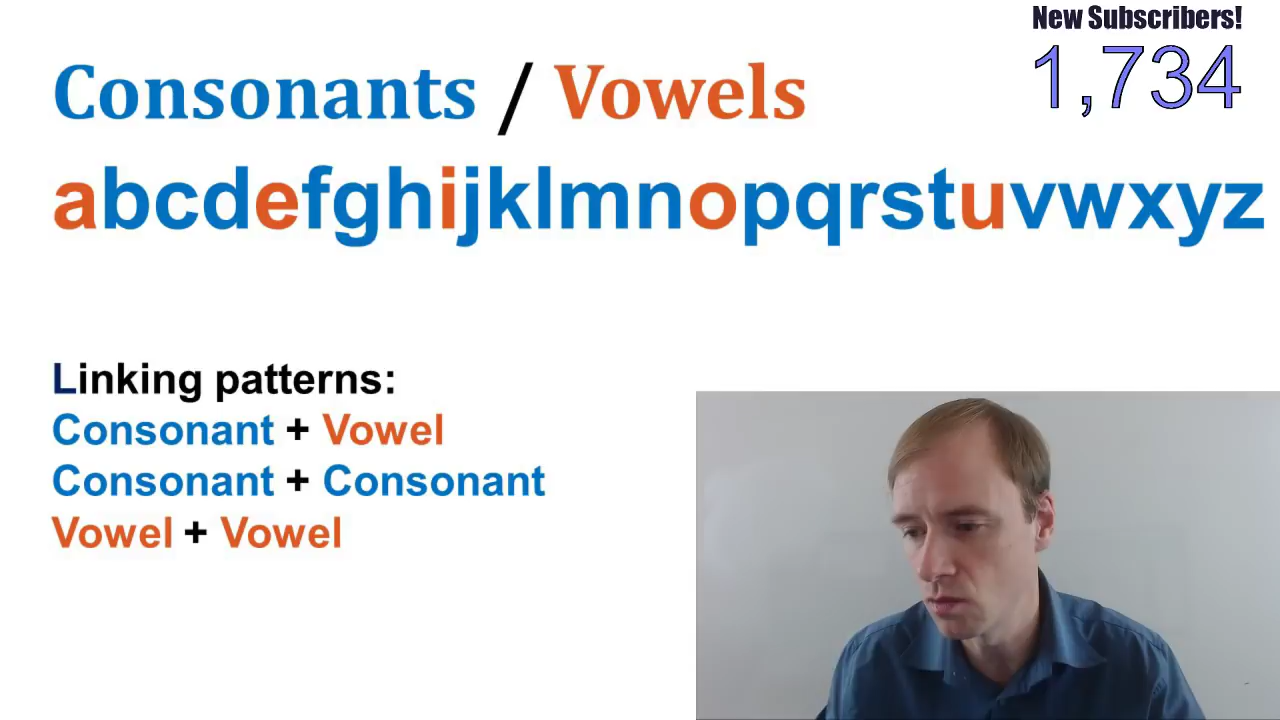 New Subscribers!
1,734
Consonants / Vowels
abcdefghijklmnopqrstuvwxyz
Linking patterns:
Consonant + Vowel
Consonant + Consonant
Vowel + Vowel